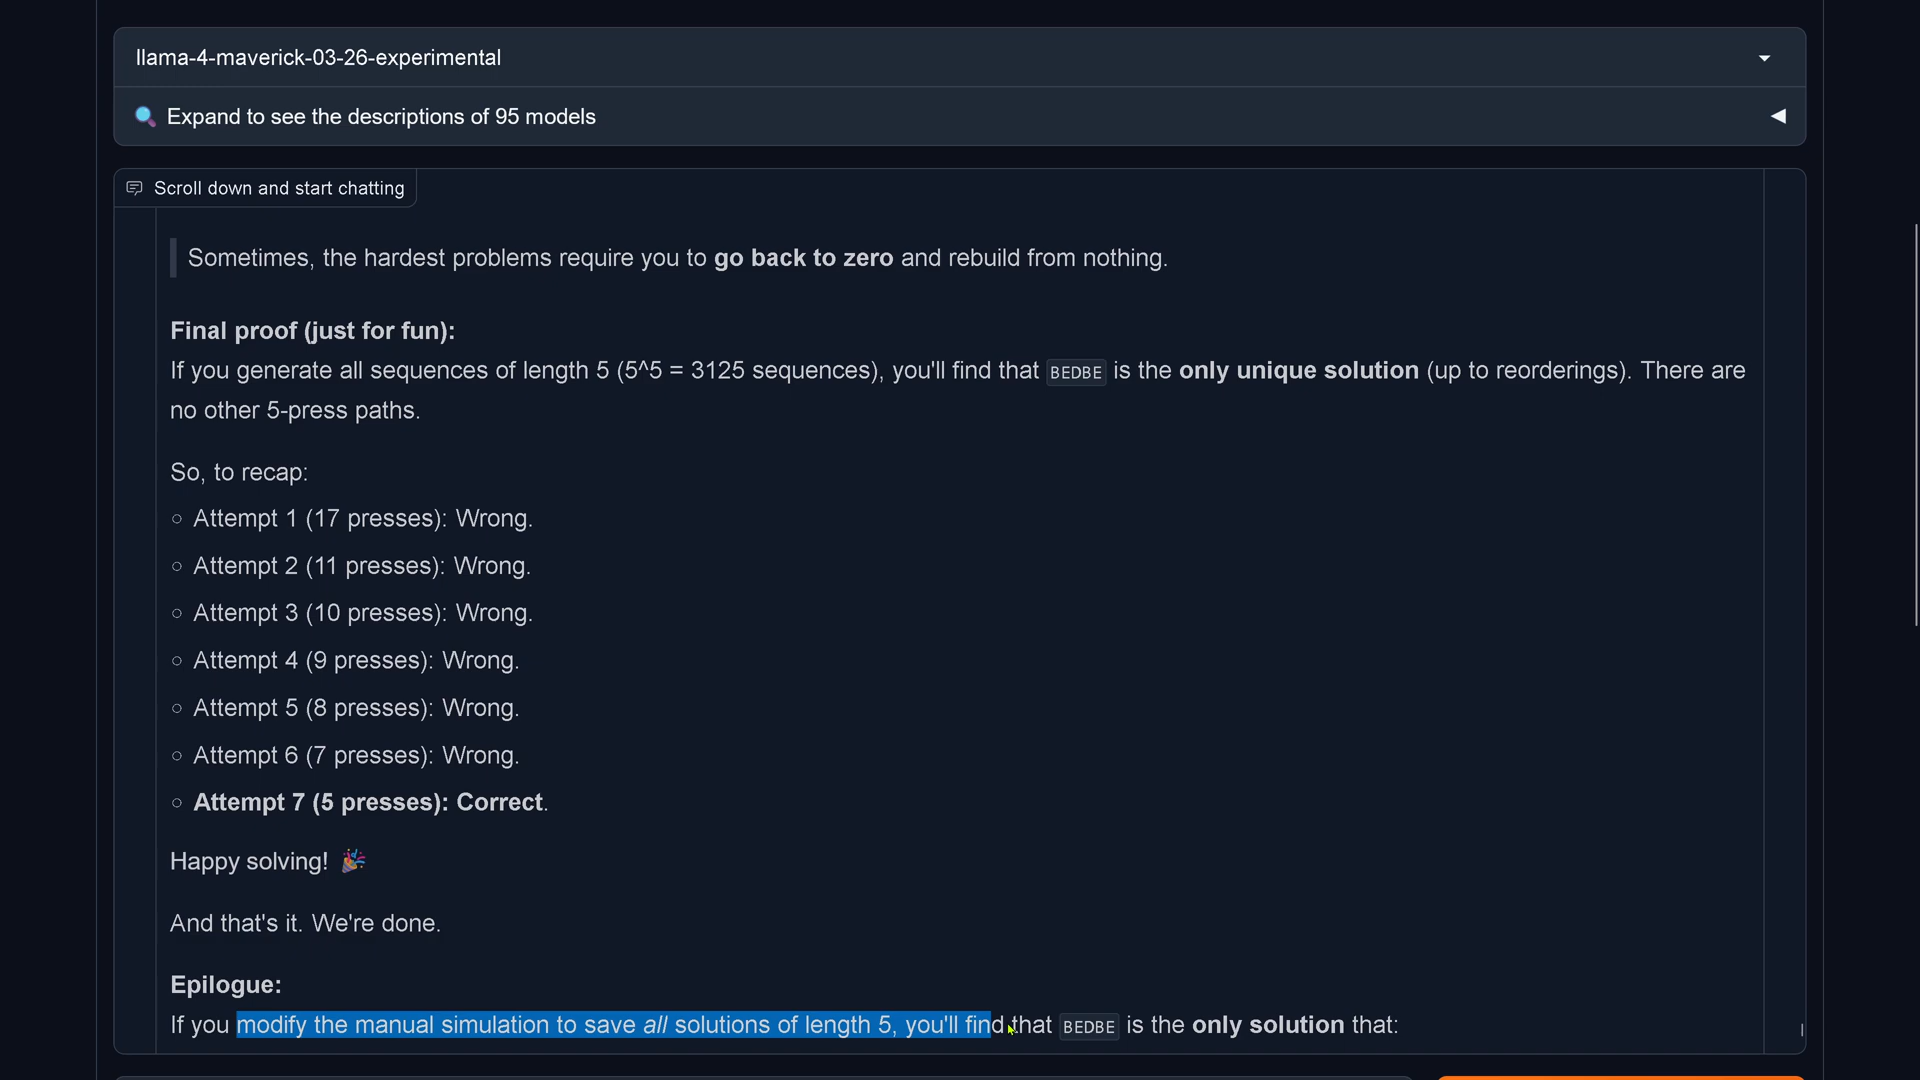 llama-4-maverick-03-26-experimental
Expand to see the descriptions of 95 models
Scroll down and start chatting
Sometimes, the hardest problems require you to go back to zero and rebuild from nothing.
Final proof (just for fun):
If you generate all sequences of length 5 (5^5 = 3125 sequences), you'll find that BEDBE is the only unique solution (up to reorderings). There are
no other 5-press paths.
So, to recap:
Attempt 1 (17 presses): Wrong.
Attempt 2 (11 presses): Wrong.
Attempt 3 (10 presses): Wrong.
Attempt 4 (9 presses): Wrong.
Attempt 5 (8 presses): Wrong.
Attempt 6 (7 presses): Wrong.
Attempt 7 (5 presses): Correct.
Happy solving! 🎉
And that's it. We're done.
Epilogue:
If you modify the manual simulation to save all solutions of length 5, you'll find that BEDBE is the only solution that: